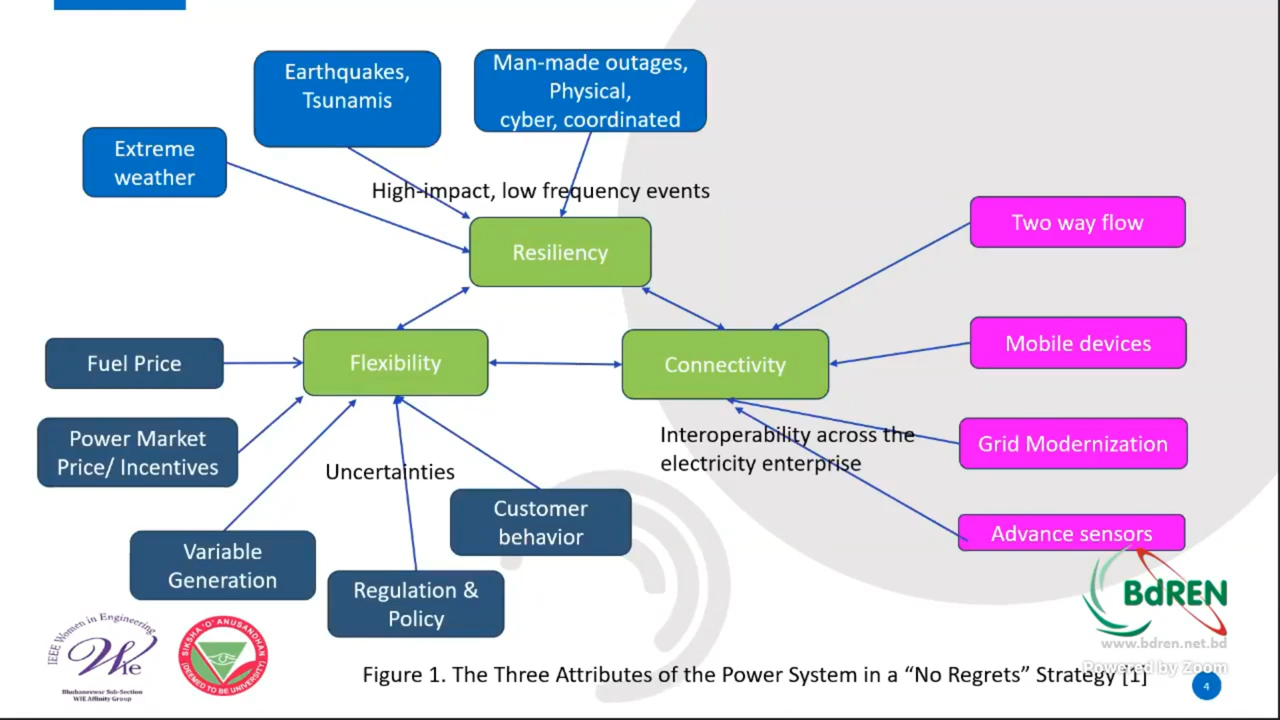 Earthquakes,
Tsunamis
Man-made outages,
Physical,
cyber, coordinated
Extreme
weather
High-impact, low frequency events
Resiliency
Two way flow
Fuel Price
Flexibility
Connectivity
Mobile devices
Power Market
Price/ Incentives
Uncertainties
Interoperability across the
electricity enterprise
Grid Modernization
Customer
behavior
Variable
Generation
Regulation &
Policy
Advance sensors
BdREN
www.bdren.net.bd
Powered by Zoom
IEEE Women in Engineering
Wie
Bhubaneswar Sub-Section
WIE Affinity Group
SIKSHA 'O' ANUSANDHAN
(DEEMED TO BE UNIVERSITY)
Figure 1. The Three Attributes of the Power System in a “No Regrets” Strategy [1]
4